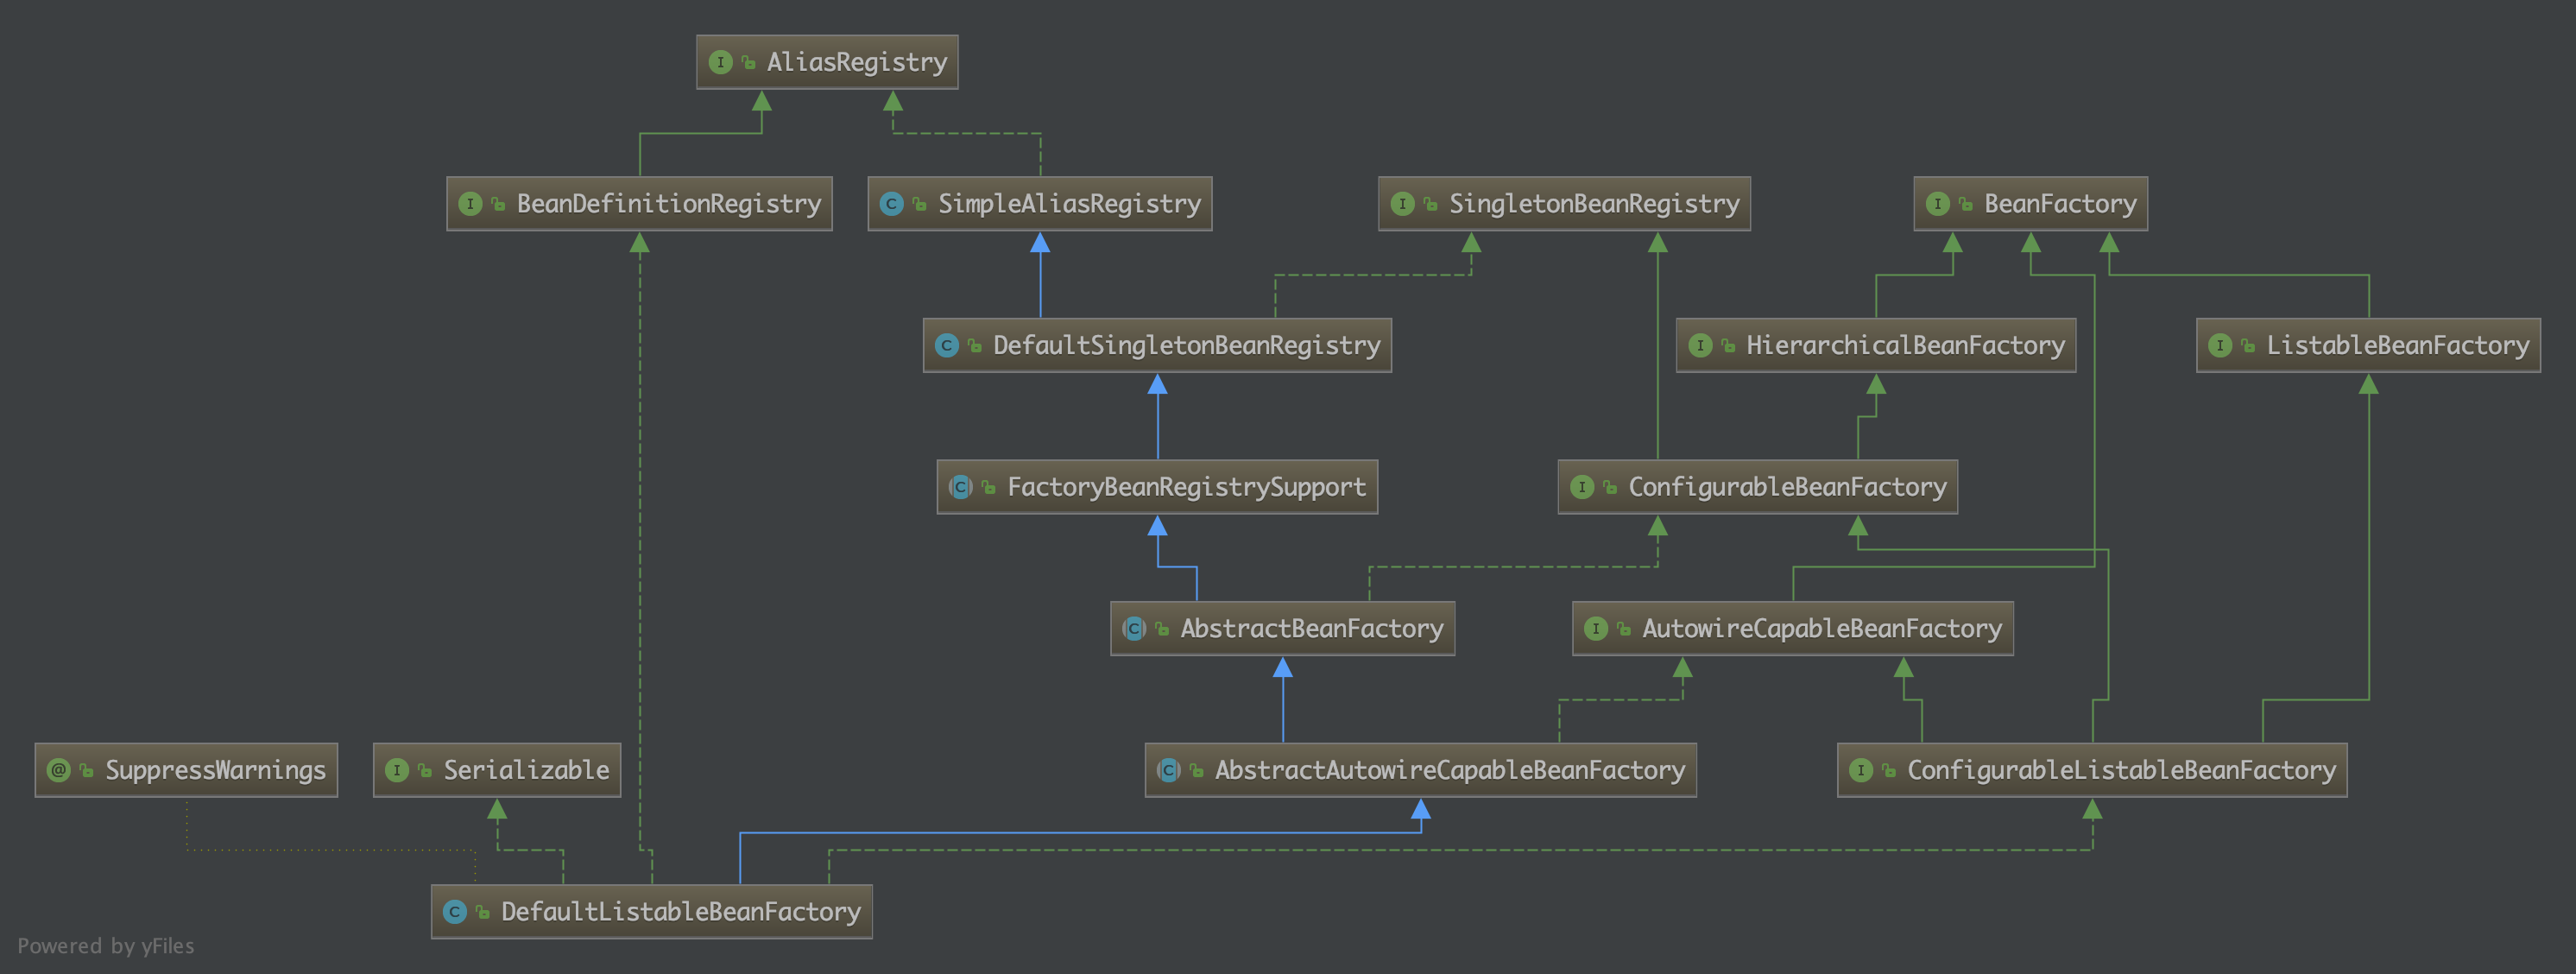 AliasRegistry
BeanDefinitionRegistry
SimpleAliasRegistry
SingletonBeanRegistry
BeanFactory
DefaultSingletonBeanRegistry
HierarchicalBeanFactory
ListableBeanFactory
FactoryBeanRegistrySupport
ConfigurableBeanFactory
AbstractBeanFactory
AutowireCapableBeanFactory
SuppressWarnings
Serializable
AbstractAutowireCapableBeanFactory
ConfigurableListableBeanFactory
DefaultListableBeanFactory
Powered by yFiles